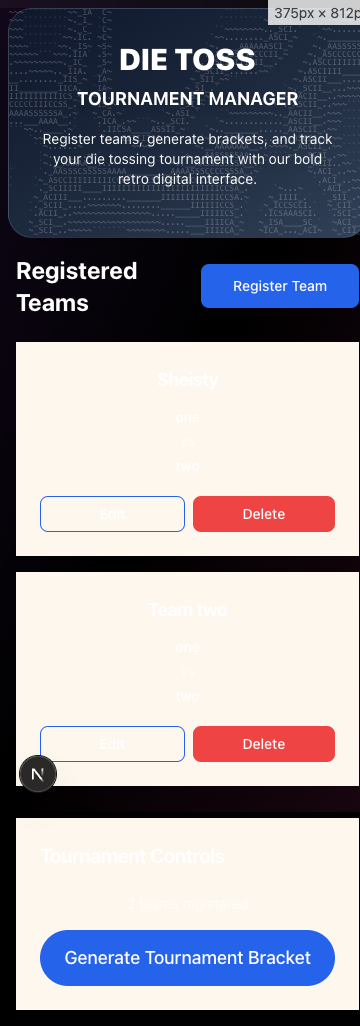 375px × 812p
DIE TOSS
TOURNAMENT MANAGER
Register teams, generate brackets, and track
your die tossing tournament with our bold
retro digital interface.
Registered
Teams
Register Team
Sheisty
one
two
Edit
Delete
Team two
one
two
Edit
Delete
N
Tournament Controls
2 teams registered
Generate Tournament Bracket